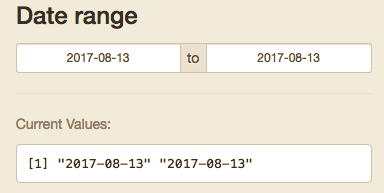 Date range
2017-08-13 to 2017-08-13
Current Values:
[1] "2017-08-13" "2017-08-13"